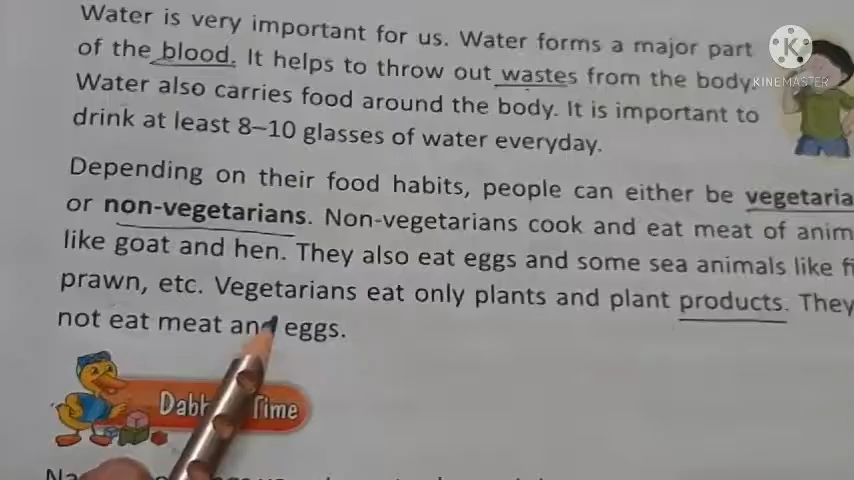 Water is very important for us. Water forms a major part
of the blood. It helps to throw out wastes from the body
Water also carries food around the body. It is important to
drink at least 8–10 glasses of water everyday.
KINEMASTER
Depending on their food habits, people can either be vegetaria
or non-vegetarians. Non-vegetarians cook and eat meat of anim
like goat and hen. They also eat eggs and some sea animals like fi
prawn, etc. Vegetarians eat only plants and plant products. They
not eat meat and eggs.
Dabb Time